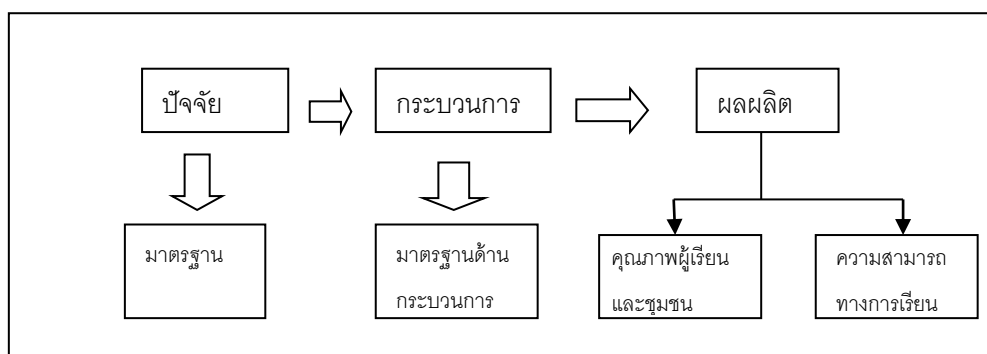 ปัจจัย
กระบวนการ
ผลผลิต
มาตรฐาน
มาตรฐานด้าน
กระบวนการ
คุณภาพผู้เรียน
และชุมชน
ความสามารถ
ทางการเรียน